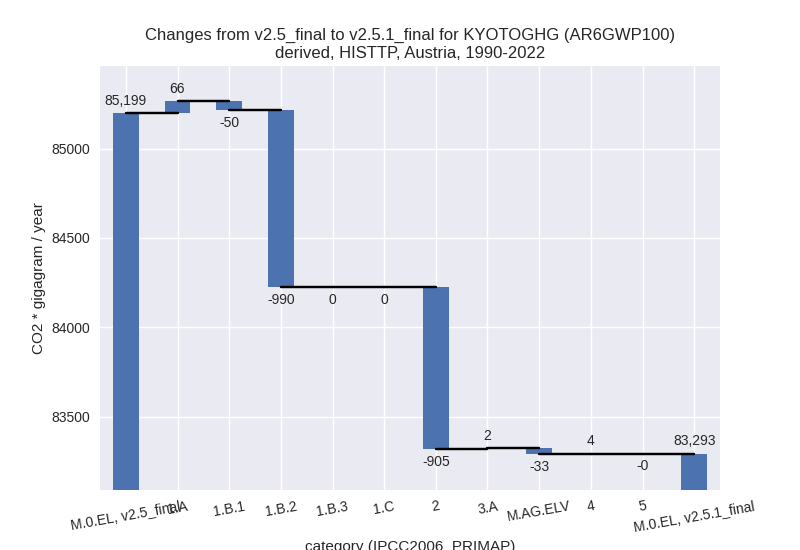 Changes from v2.5_final to v2.5.1_final for KYOTOGHG (AR6GWP100)
derived, HISTTP, Austria, 1990-2022
CO2 * gigagram / year
85000
84500
84000
83500
85,199
66
-50
-990
0
0
-905
2
-33
4
-0
83,293
M.0.EL, v2.5_final
1.A
1.B.1
1.B.2
1.B.3
1.C
2
3.A
M.AG.ELV
4
5
M.0.EL, v2.5.1_final
category (IPCC2006_PRIMAP)